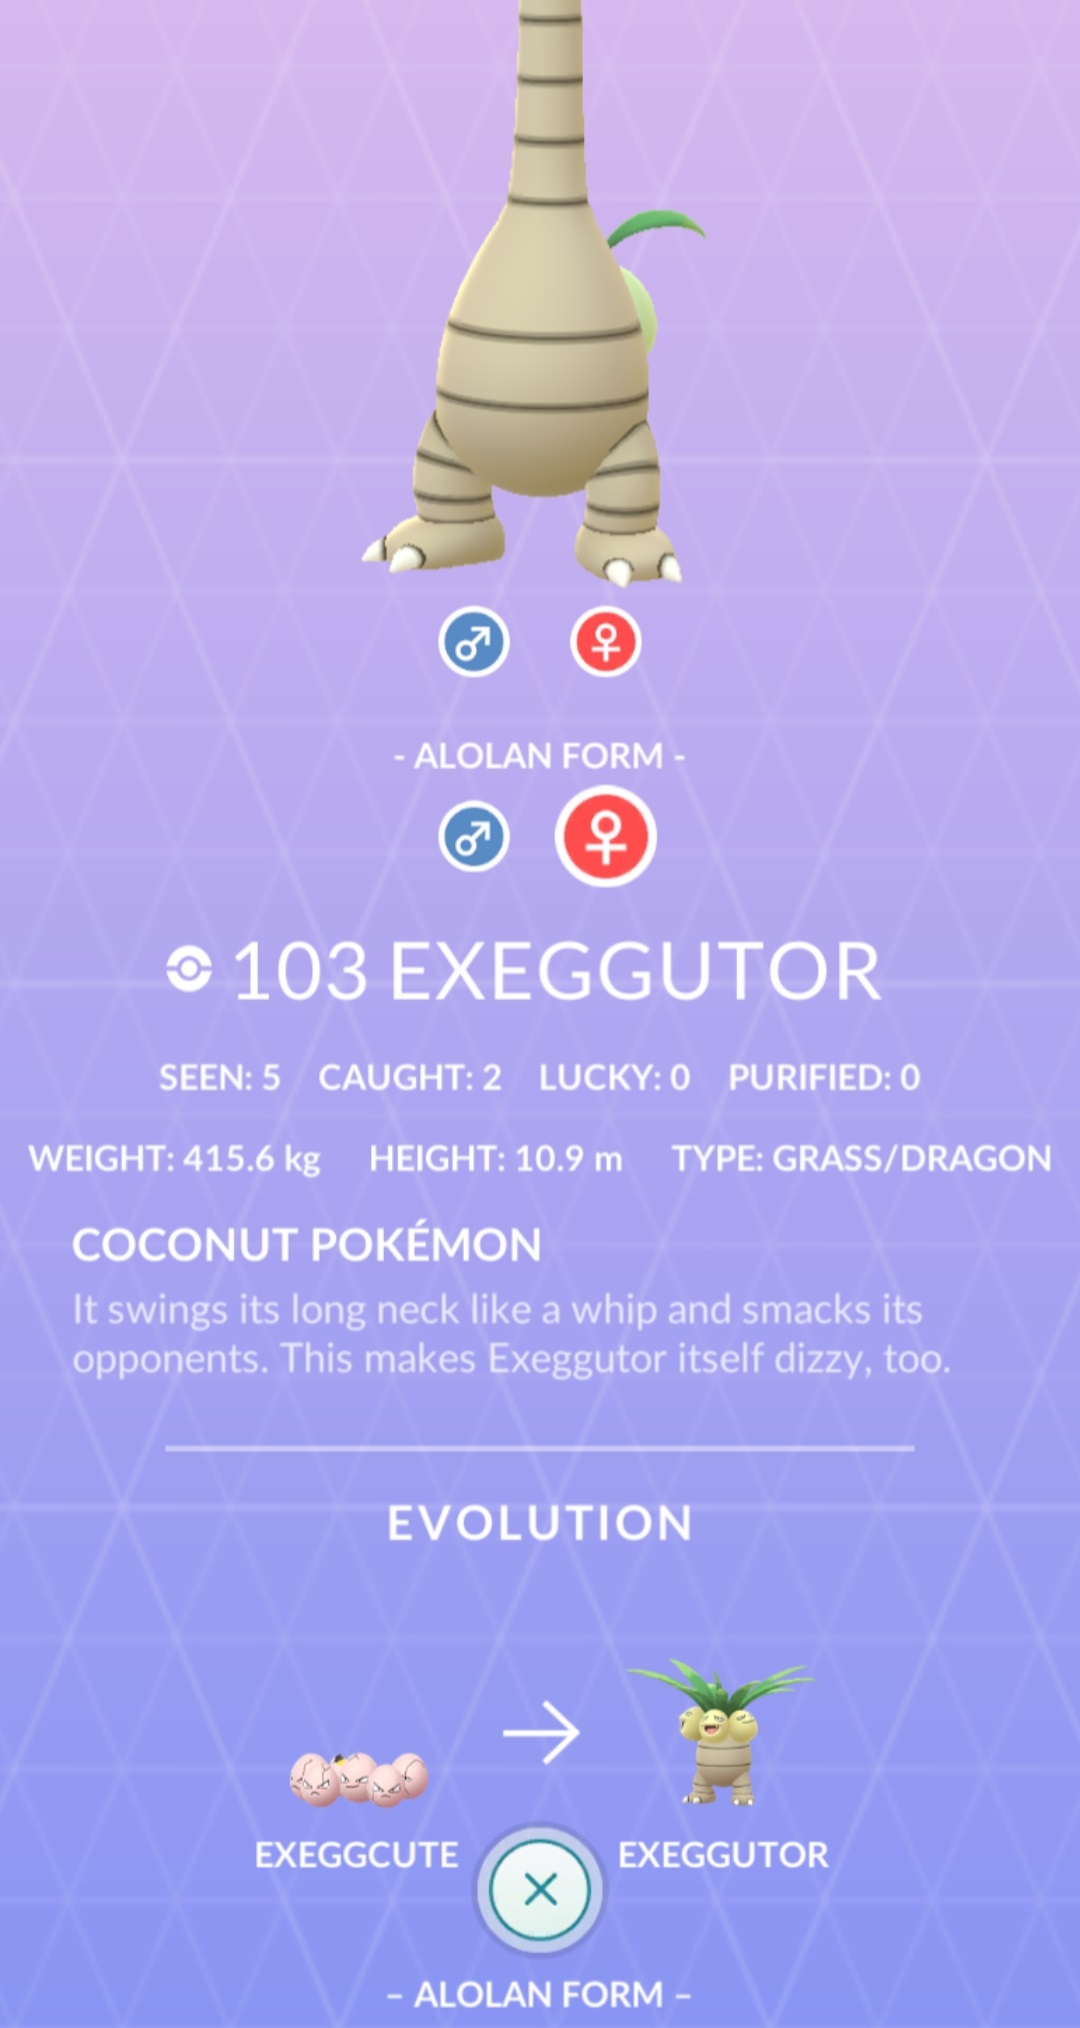 - ALOLAN FORM -
103 EXEGGUTOR
SEEN: 5 CAUGHT: 2 LUCKY: 0 PURIFIED: 0
WEIGHT: 415.6 kg HEIGHT: 10.9 m TYPE: GRASS/DRAGON
COCONUT POKÉMON
It swings its long neck like a whip and smacks its
opponents. This makes Exeggutor itself dizzy, too.
EVOLUTION
EXEGGCUTE EXEGGUTOR
- ALOLAN FORM -